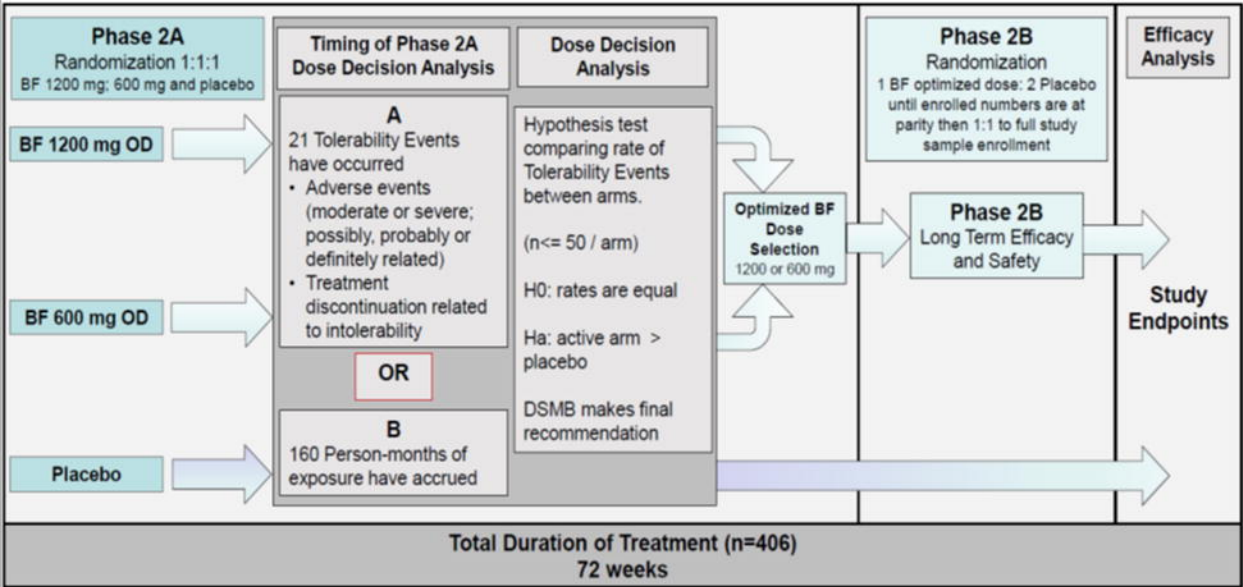 Phase 2A
Randomization 1:1:1
BF 1200 mg; 600 mg and placebo
BF 1200 mg OD
BF 600 mg OD
Placebo
Timing of Phase 2A
Dose Decision Analysis
A
21 Tolerability Events
have occurred
• Adverse events
(moderate or severe;
possibly, probably or
definitely related)
• Treatment
discontinuation related
to intolerability
OR
B
160 Person-months of
exposure have accrued
Dose Decision
Analysis
Hypothesis test
comparing rate of
Tolerability Events
between arms.
(n<= 50 / arm)
H0: rates are equal
Ha: active arm >
placebo
DSMB makes final
recommendation
Optimized BF
Dose
Selection
1200 or 600 mg
Phase 2B
Randomization
1 BF optimized dose: 2 Placebo
until enrolled numbers are at
parity then 1:1 to full study
sample enrollment
Phase 2B
Long Term Efficacy
and Safety
Efficacy
Analysis
Study
Endpoints
Total Duration of Treatment (n=406)
72 weeks